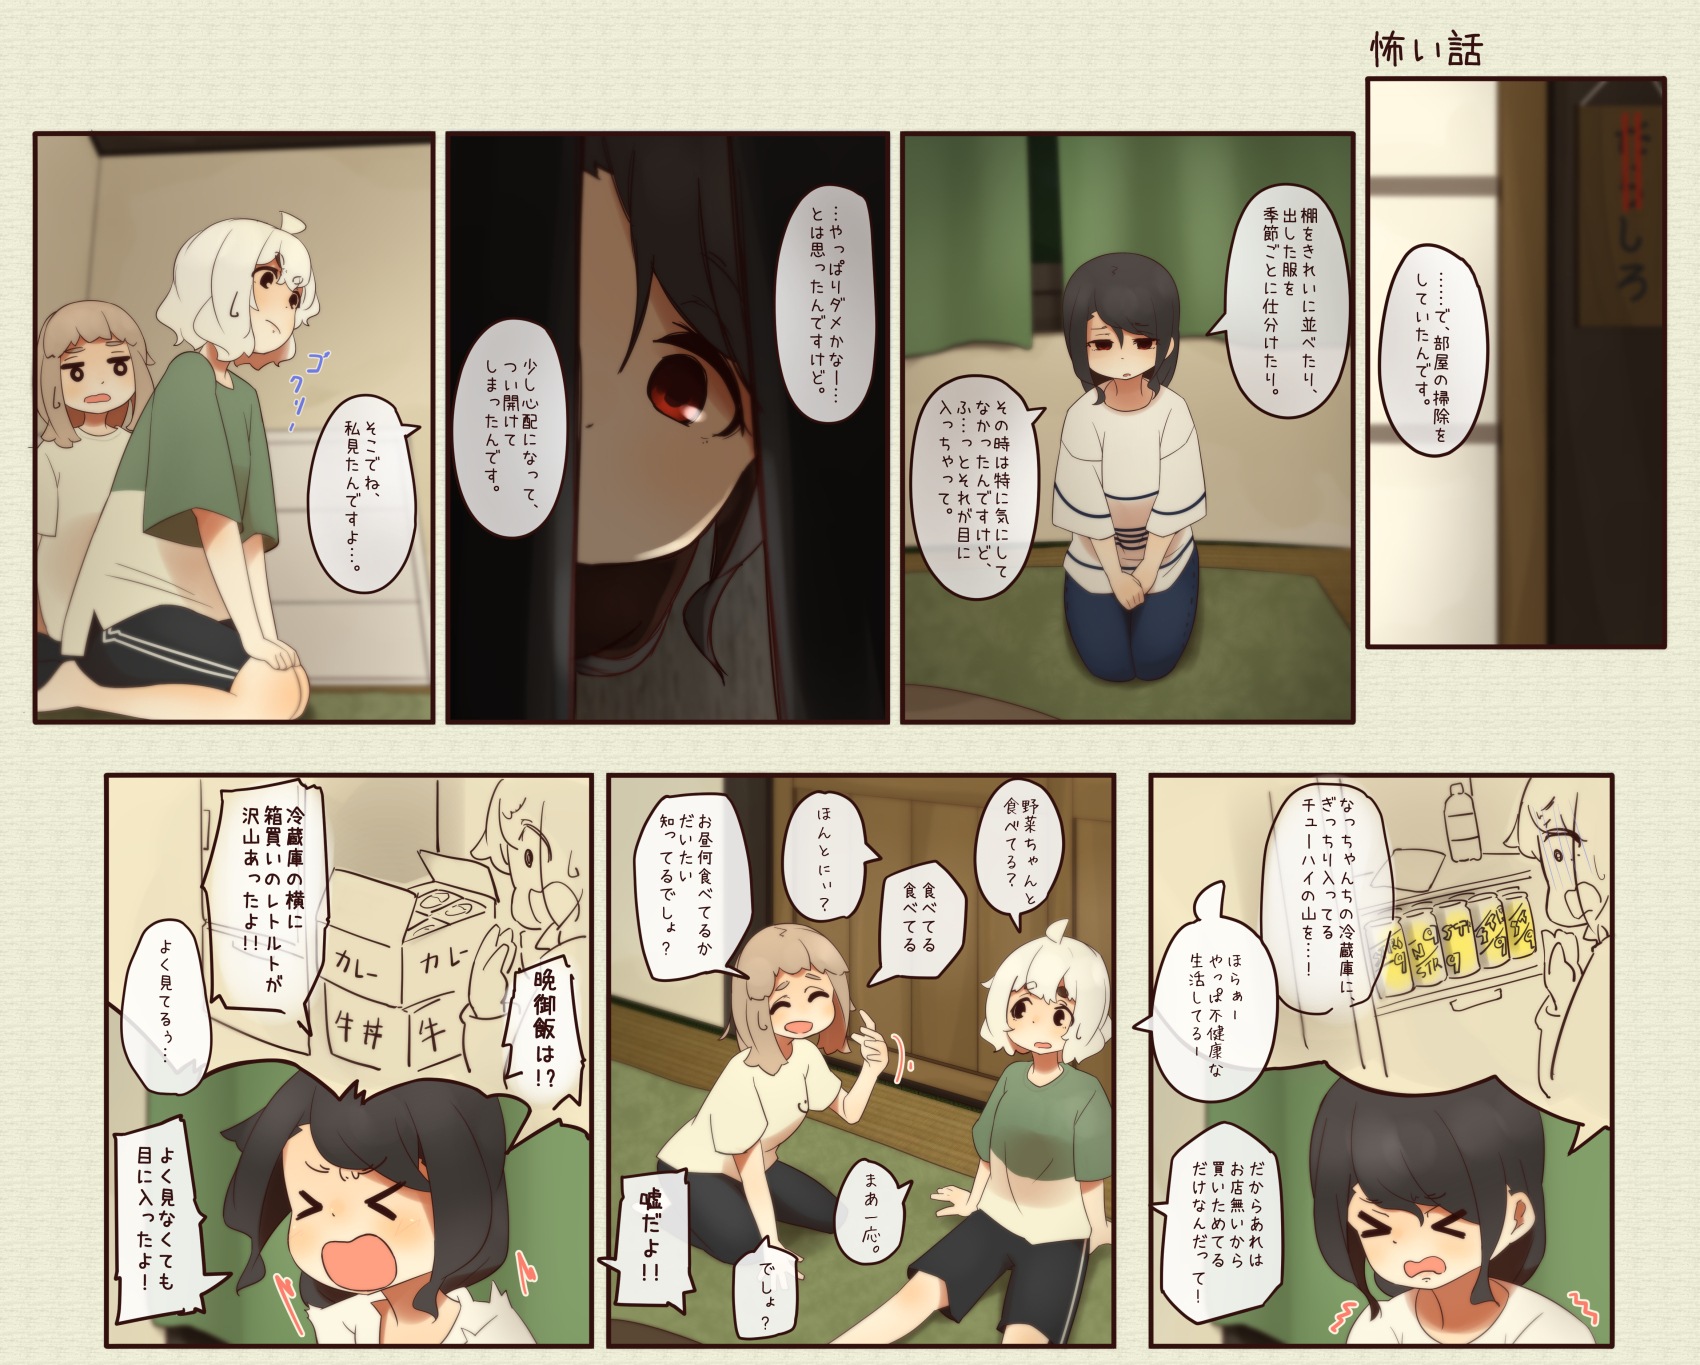 怖い話
しろ
……で、部屋の掃除を
していたんです。
棚をきれいに並べたり、
出した服を
季節ごとに仕分けたり。
その時は特に気にして
なかったんですけど、
ふ…っとそれが目に
入っちゃって。
…やっぱりダメかなー…
とは思ったんですけど。
少し心配になって、
つい開けて
しまったんです。
そこでね、
私見たんですよ…。
ゴクリ…
なっちゃんちの冷蔵庫に、
ぎっちり入ってる
チューハイの山を…!
ほらぁー
やっぱ不健康な
生活してるー
だからあれは
お店無いから
買いためてる
だけなんだって!
野菜ちゃんと
食べてる?
食べてる
食べてる
ほんとにぃ?
お昼何食べてるか
だいたい
知ってるでしょ?
まあ一応。
でしょ?
嘘だよ!!
晩御飯は!?
冷蔵庫の横に
箱買いのレトルトが
沢山あったよ!!
カレー
カレー
牛丼
牛
よく見てるぅ…
よく見なくても
目に入ったよ!